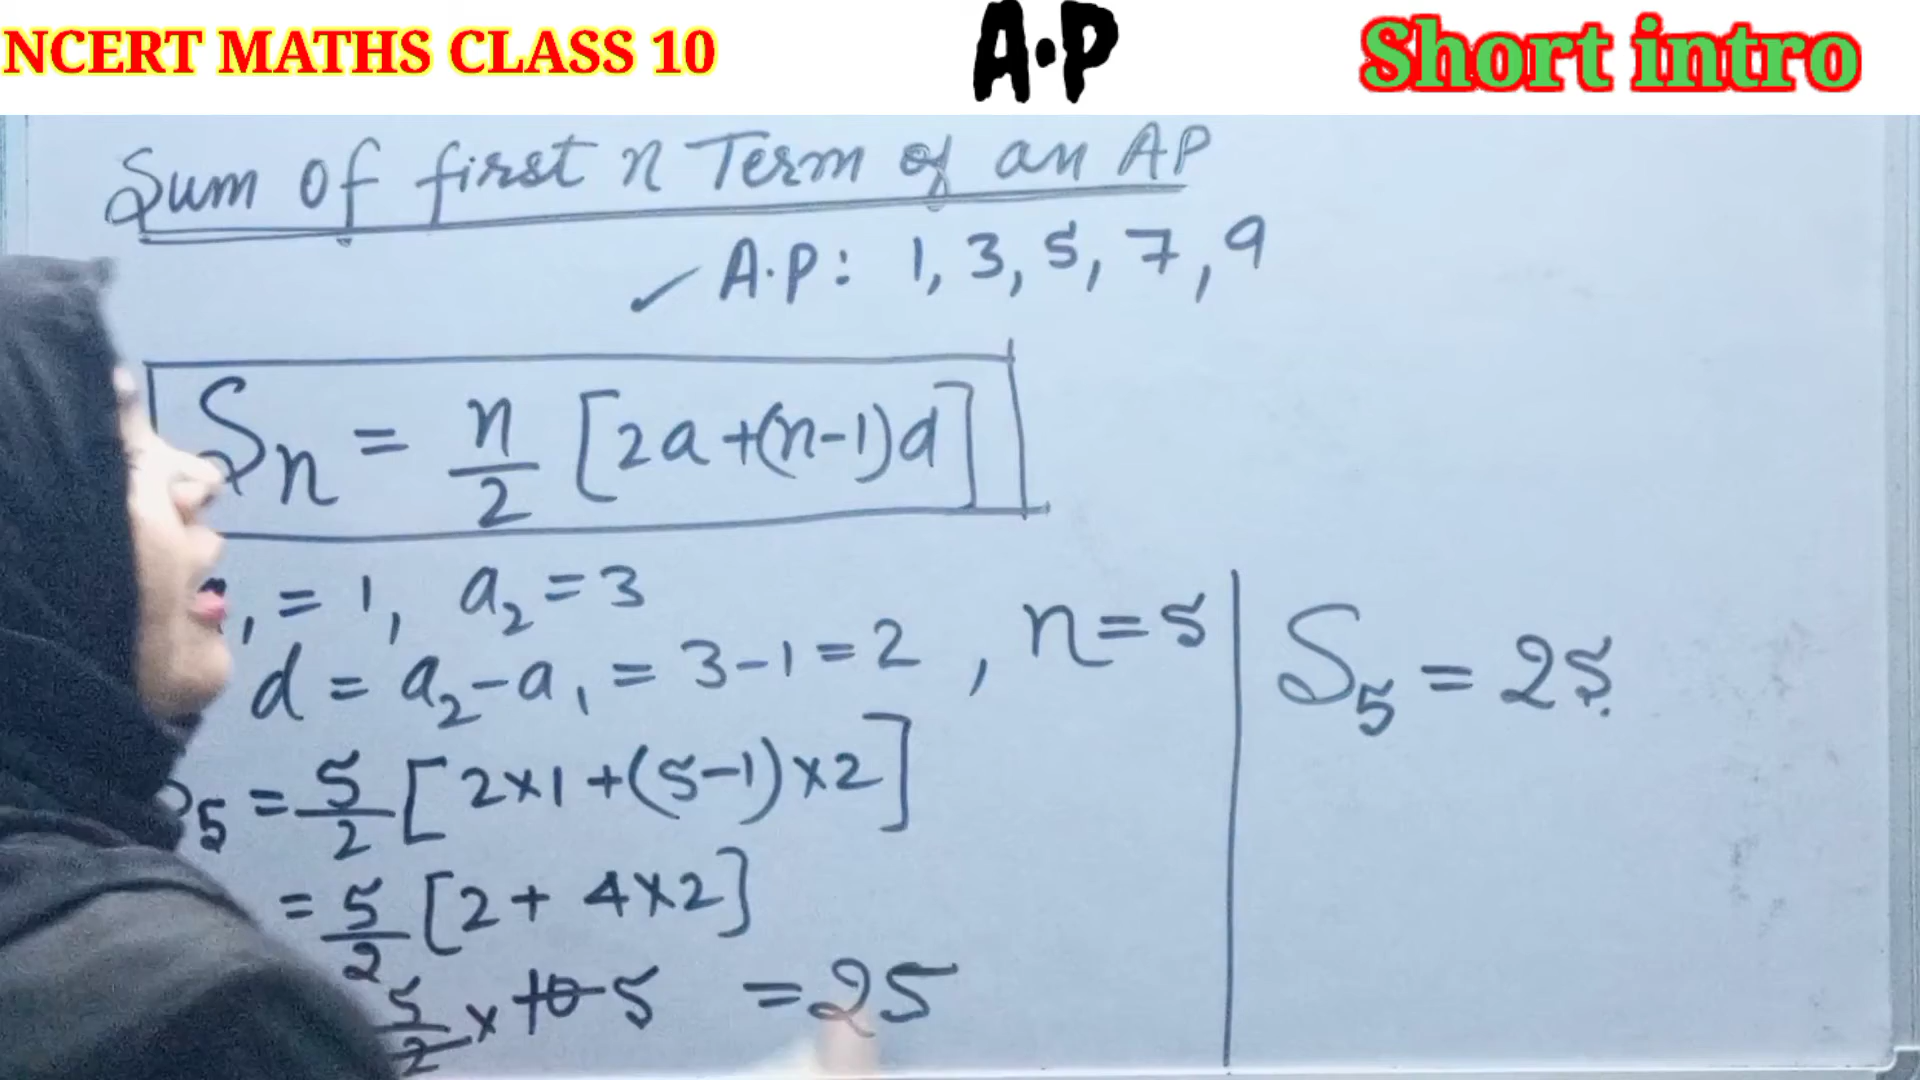 NCERT MATHS CLASS 10
A.P
Short intro
Sum of first n Term of an AP
✓ A.P: 1, 3, 5, 7, 9
Sn = n/2 [2a+(n-1)d]
1 = 1, a2 = 3
d = a2-a1 = 3-1=2, n=5
5 = 5/2 [2×1+(5-1)×2]
= 5/2 [2+ 4×2]
5/2 × 10 5 = 25
S5 = 25